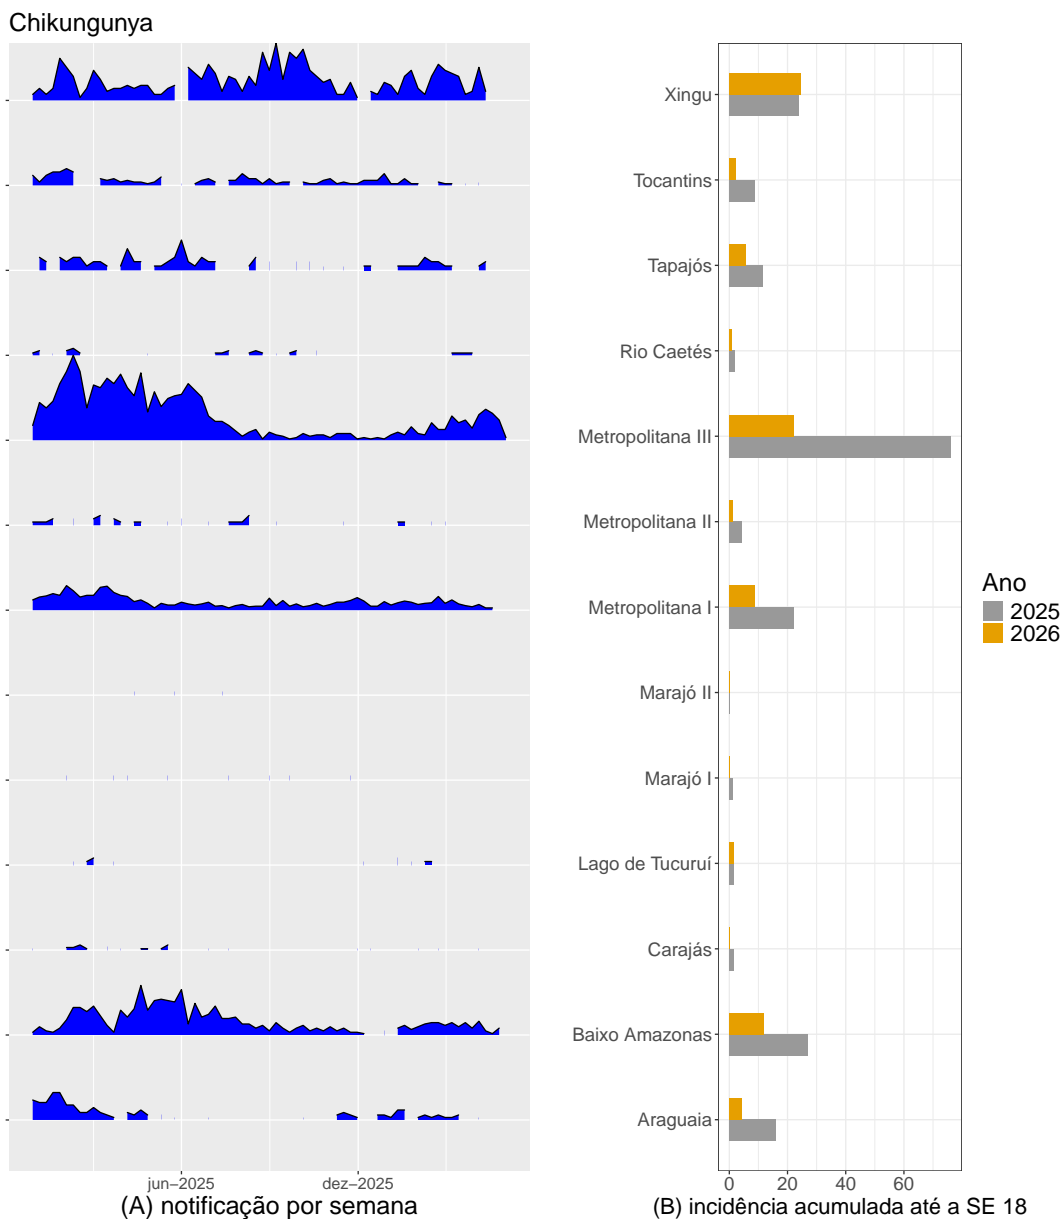 Chikungunya
Xingu
Tocantins
Tapajós
Rio Caetés
Metropolitana III
Metropolitana II
Metropolitana I
Marajó II
Marajó I
Lago de Tucuruí
Carajás
Baixo Amazonas
Araguaia
Ano
2025
2026
jun–2025 dez–2025
0 20 40 60
(A) notificação por semana
(B) incidência acumulada até a SE 18